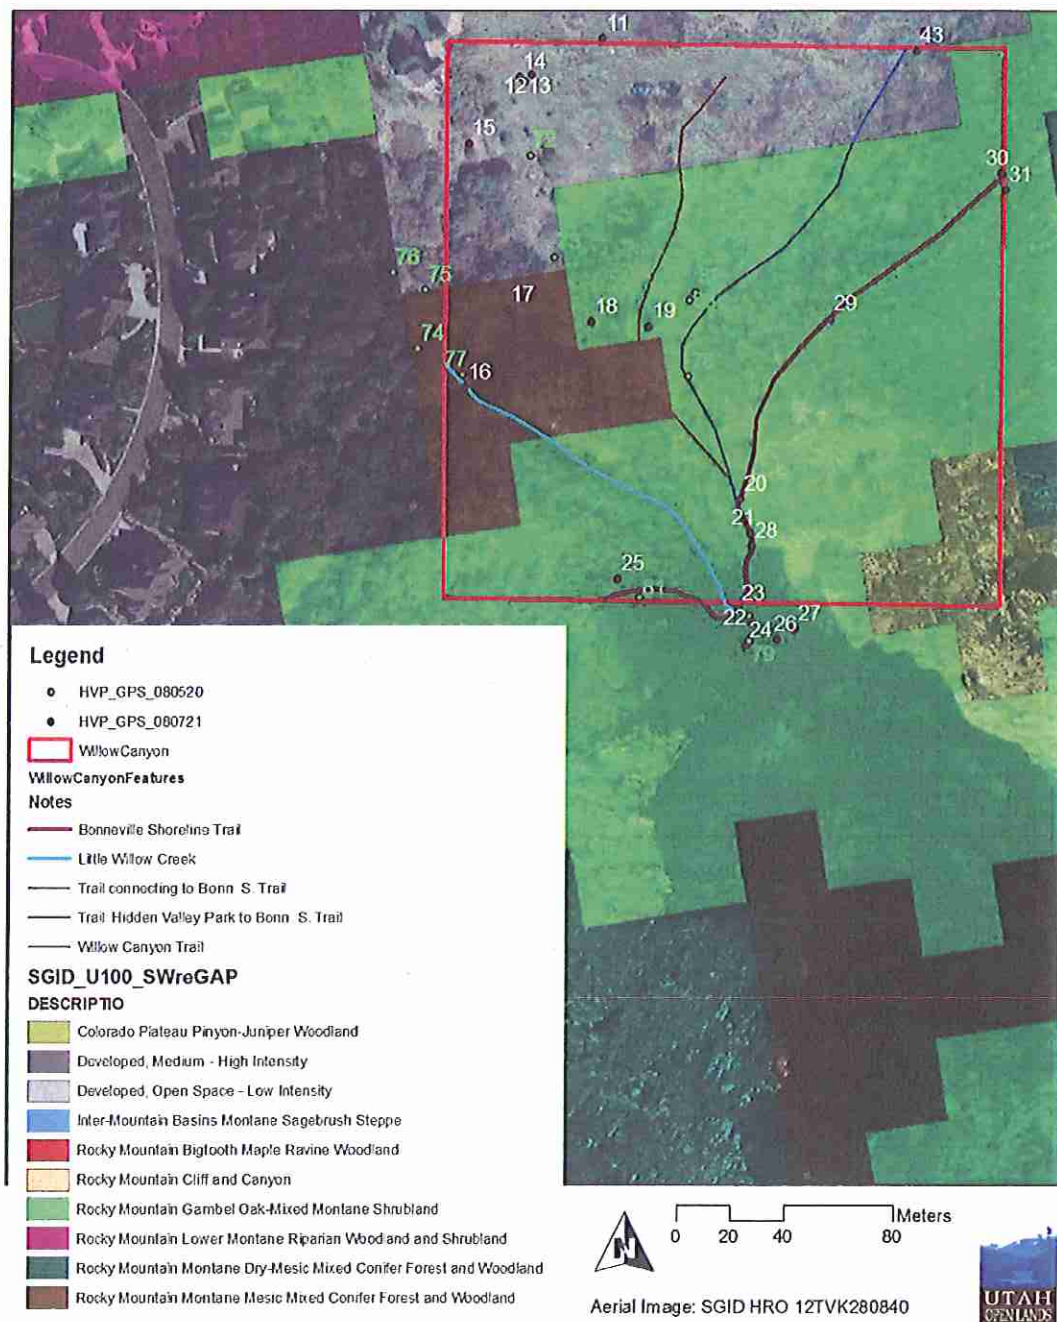 11
43
14
1213
15
72
30
31
76
75
17
18
19
29
74
77
16
20
21
28
25
81
23
22
27
24
26
79
Legend
HVP_GPS_080520
HVP_GPS_080721
WillowCanyon
WillowCanyonFeatures
Notes
Bonneville Shoreline Trail
Little Willow Creek
Trail connecting to Bonn S. Trail
Trail Hidden Valley Park to Bonn S. Trail
Willow Canyon Trail
SGID_U100_SWreGAP
DESCRIPTIO
Colorado Plateau Pinyon-Juniper Woodland
Developed, Medium - High Intensity
Developed, Open Space - Low Intensity
Inter-Mountain Basins Montane Sagebrush Steppe
Rocky Mountain Bigtooth Maple Ravine Woodland
Rocky Mountain Cliff and Canyon
Rocky Mountain Gambel Oak-Mixed Montane Shrubland
Rocky Mountain Lower Montane Riparian Woodland and Shrubland
Rocky Mountain Montane Dry-Mesic Mixed Conifer Forest and Woodland
Rocky Mountain Montane Mesic Mixed Conifer Forest and Woodland
N
Meters
0 20 40 80
Aerial Image: SGID HRO 12TVK280840
UTAH
OPEN LANDS